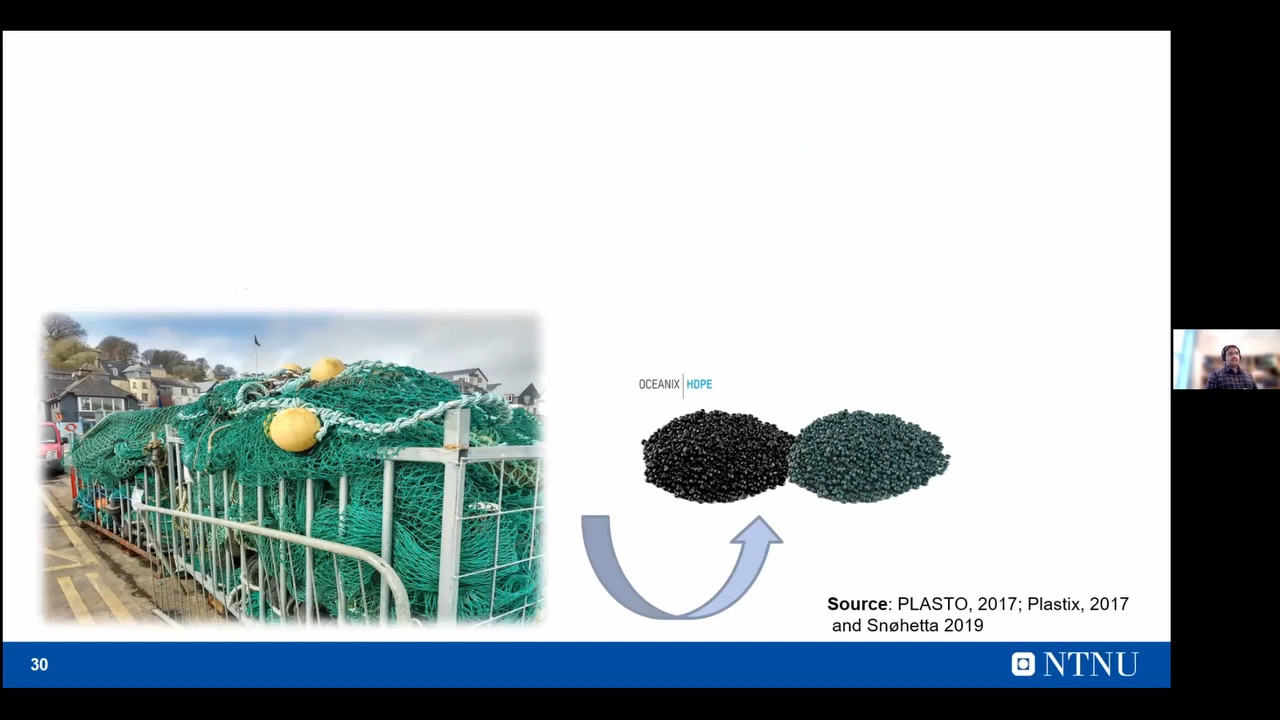 OCEANIX HDPE
Source: PLASTO, 2017; Plastix, 2017
and Snøhetta 2019
30
NTNU